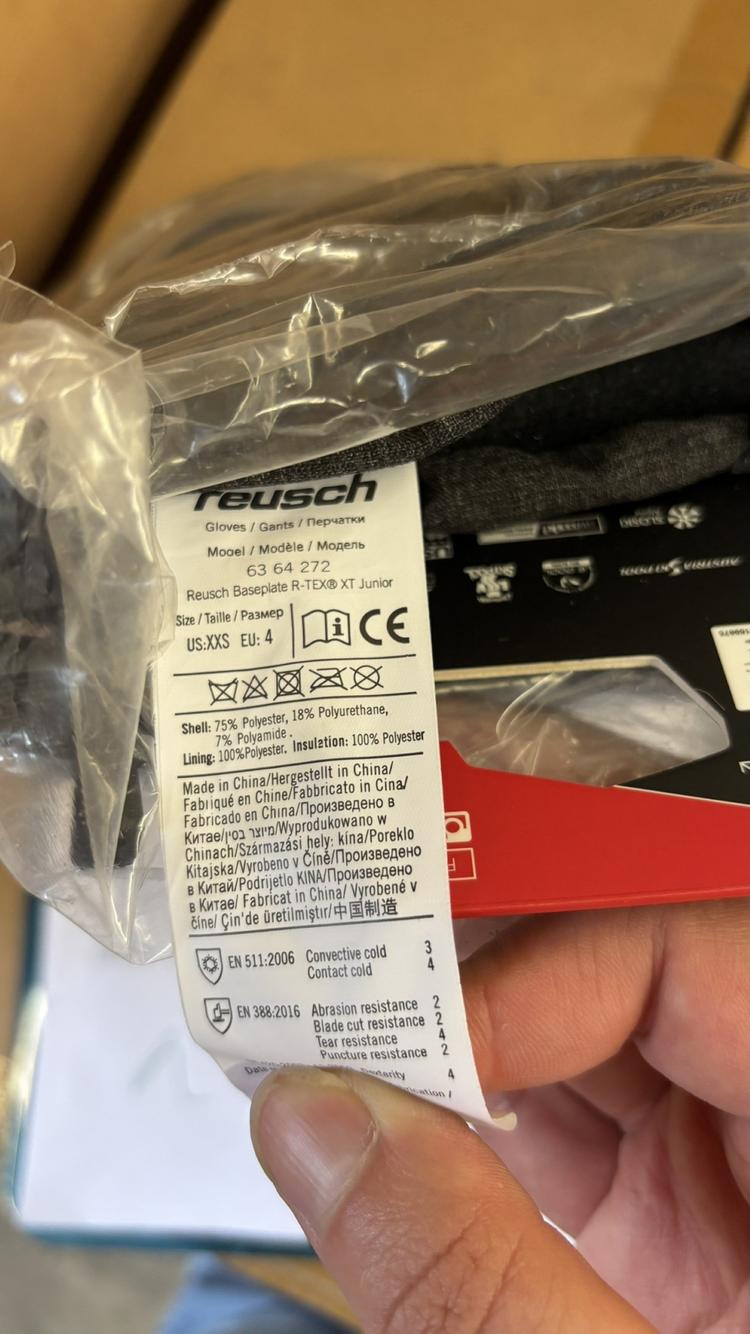 reusch
Gloves / Gants / Перчатки
Model / Modèle / Модель
63 64 272
Reusch Baseplate R-TEX® XT Junior
Size / Taille / Размер
US:XXS EU: 4
CE
Shell: 75% Polyester, 18% Polyurethane,
7% Polyamide.
Lining: 100%Polyester. Insulation: 100% Polyester
Made in China/Hergestellt in China/
Fabriqué en Chine/Fabbricato in Cina/
Fabricado en China/Произведено в
Китае/מיוצר בסין/Wyprodukowano w
Chinach/Származási hely: kína/Poreklo
Kitajska/Vyrobeno v Číně/Произведено
в Китай/Podrijetlo KINA/Произведено
в Китае/ Fabricat in China/ Vyrobené v
číne/ Çin'de üretilmiştir/中国制造
EN 511:2006 Convective cold 3
Contact cold 4
EN 388:2016 Abrasion resistance 2
Blade cut resistance 2
Tear resistance 4
Puncture resistance 2
Dexterity 4